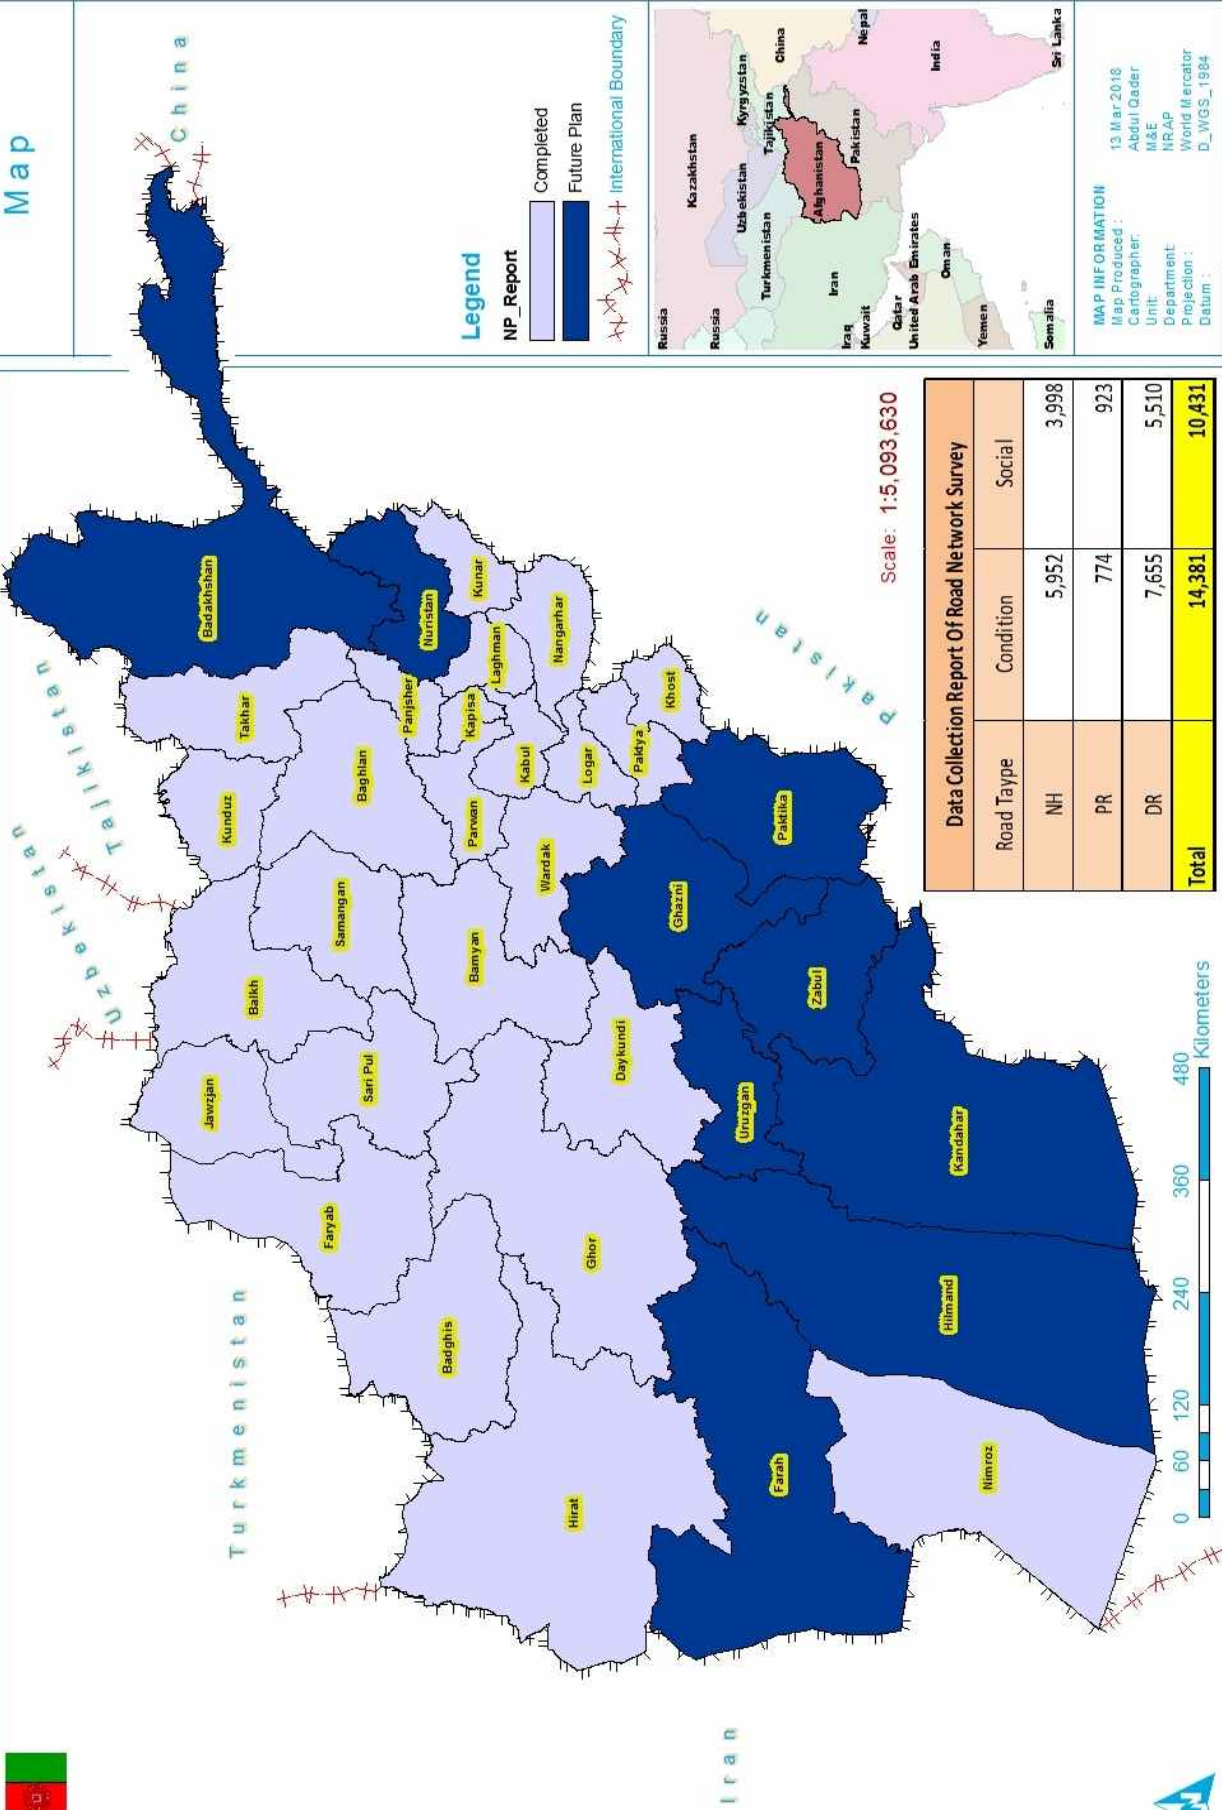 Map
China
Tajikistan
Uzbekistan
Turkmenistan
Iran
Pakistan
Badakhshan
Takhar
Kunduz
Balkh
Jawzjan
Faryab
Sari Pul
Samangan
Baghlan
Panjsher
Nuristan
Kunar
Laghman
Kapisa
Parwan
Bamyan
Badghis
Nangarhar
Kabul
Wardak
Logar
Daykundi
Ghor
Hirat
Khost
Paktya
Ghazni
Paktika
Uruzgan
Zabul
Farah
Kandahar
Hilmand
Nimroz
Legend
NP_Report
Completed
Future Plan
International Boundary
Russia
Kazakhstan
Russia
Uzbekistan
Kyrgyzstan
Turkmenistan
Tajikistan
China
Afghanistan
Iran
Iraq
Kuwait
Pakistan
Nepal
Qatar
United Arab Emirates
Oman
India
Yemen
Somalia
Sri Lanka
MAP INFORMATION
Map Produced : 13 Mar 2018
Cartographer: Abdul Qader
Unit: M&E
Department: NRAP
Projection : World Mercator
Datum : D_WGS_1984
Scale: 1:5,093,630
Data Collection Report Of Road Network Survey
Road Taype Condition Social
NH 5,952 3,998
PR 774 923
DR 7,655 5,510
Total 14,381 10,431
0 60 120 240 360 480
Kilometers
N